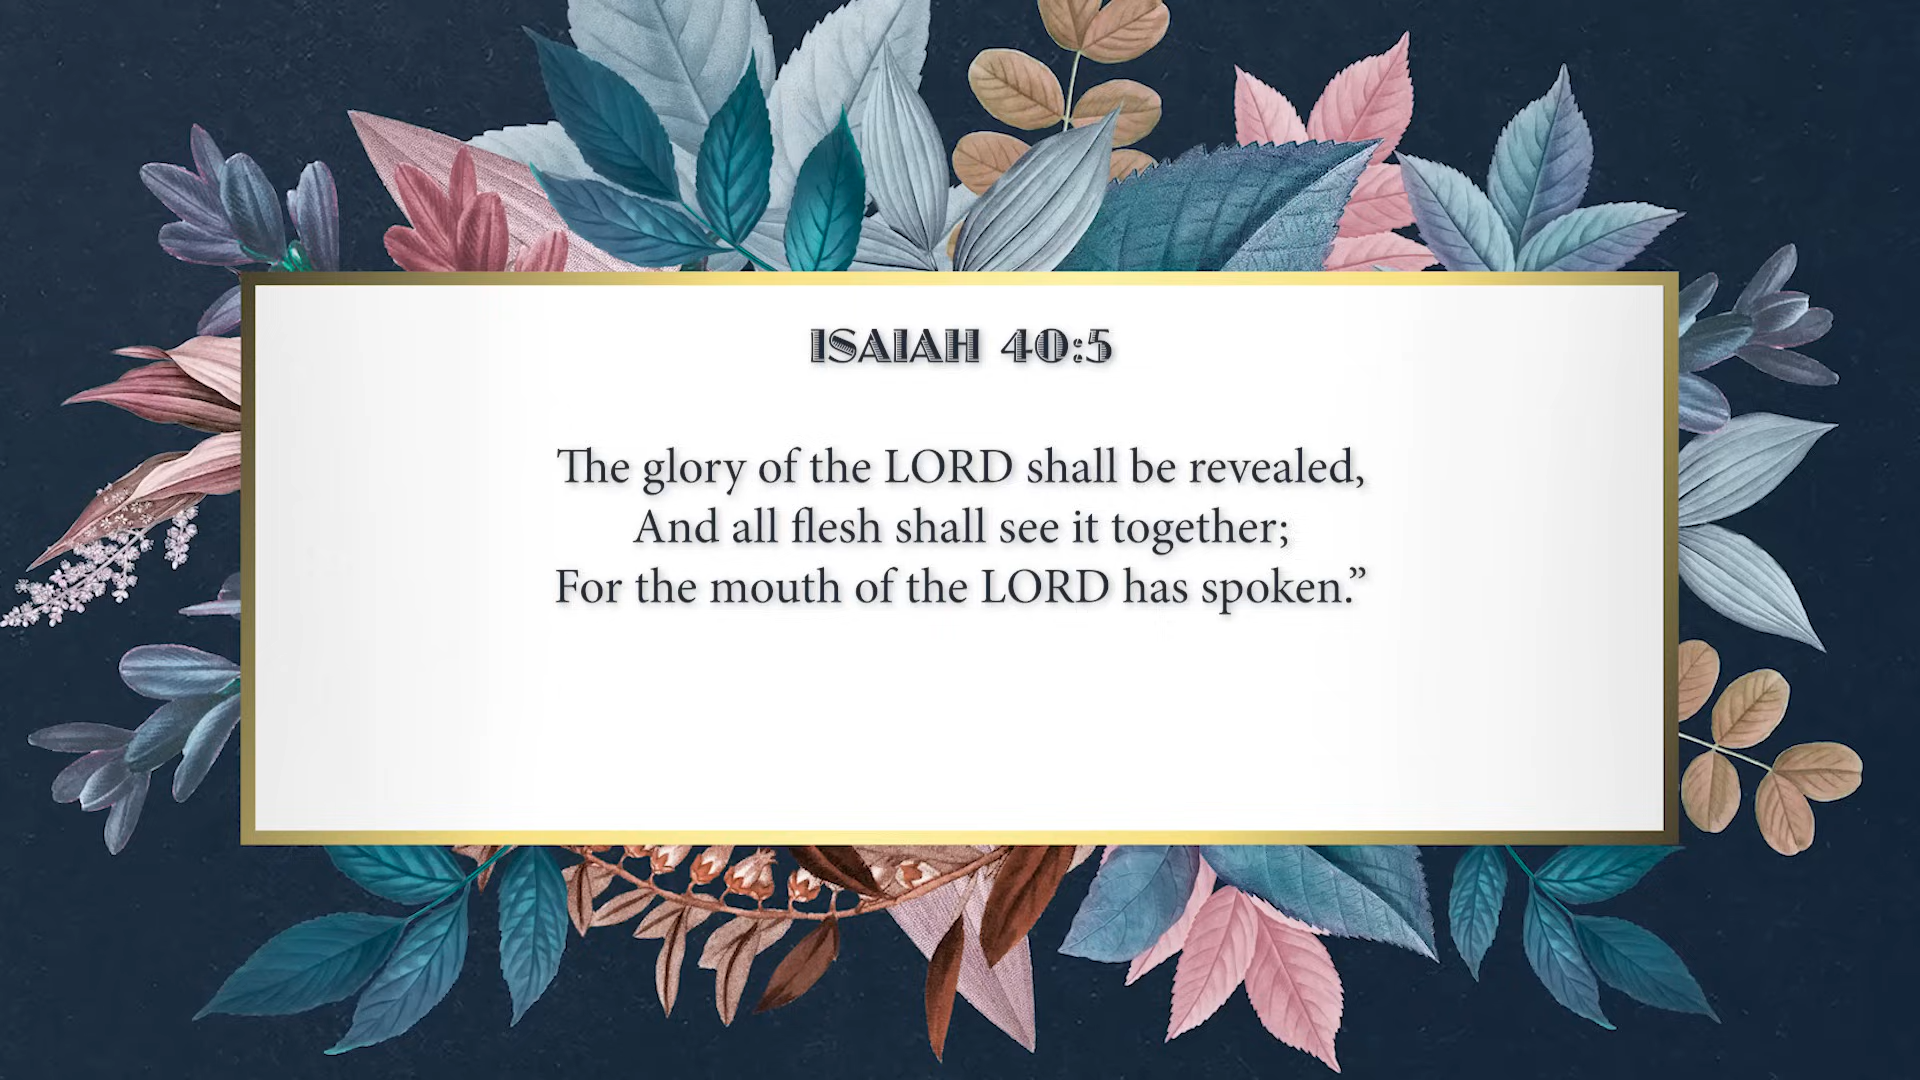 ISAIAH 40:5
The glory of the LORD shall be revealed,
And all flesh shall see it together;
For the mouth of the LORD has spoken.”